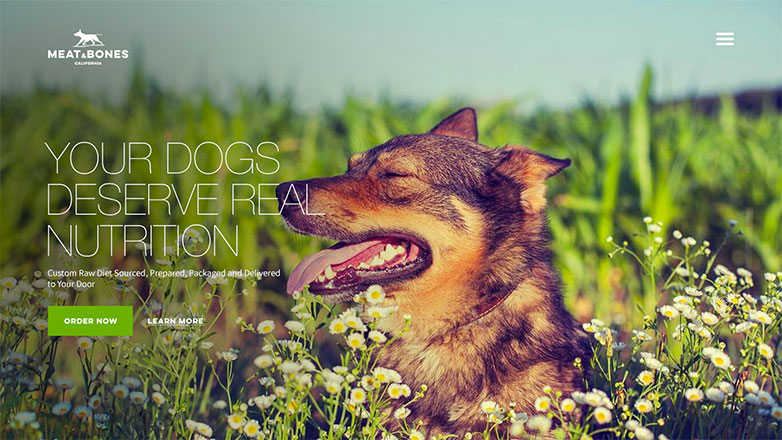 MEAT&BONES
CALIFORNIA
YOUR DOGS
DESERVE REAL
NUTRITION
Custom Raw Diet Sourced, Prepared, Packaged and Delivered
to Your Door
ORDER NOW LEARN MORE